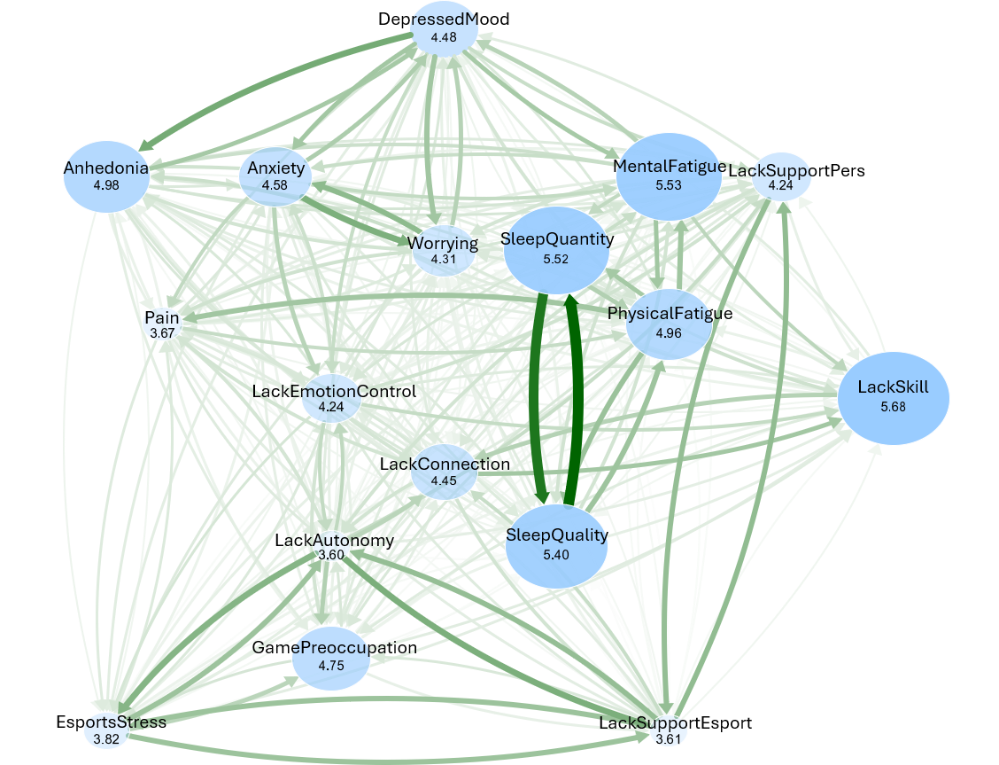 DepressedMood
4.48
Anhedonia
4.98
Anxiety
4.58
MentalFatigue
5.53
LackSupportPers
4.24
Worrying
4.31
SleepQuantity
5.52
Pain
3.67
PhysicalFatigue
4.96
LackEmotionControl
4.24
LackSkill
5.68
LackConnection
4.45
LackAutonomy
3.60
SleepQuality
5.40
GamePreoccupation
4.75
EsportsStress
3.82
LackSupportEsport
3.61